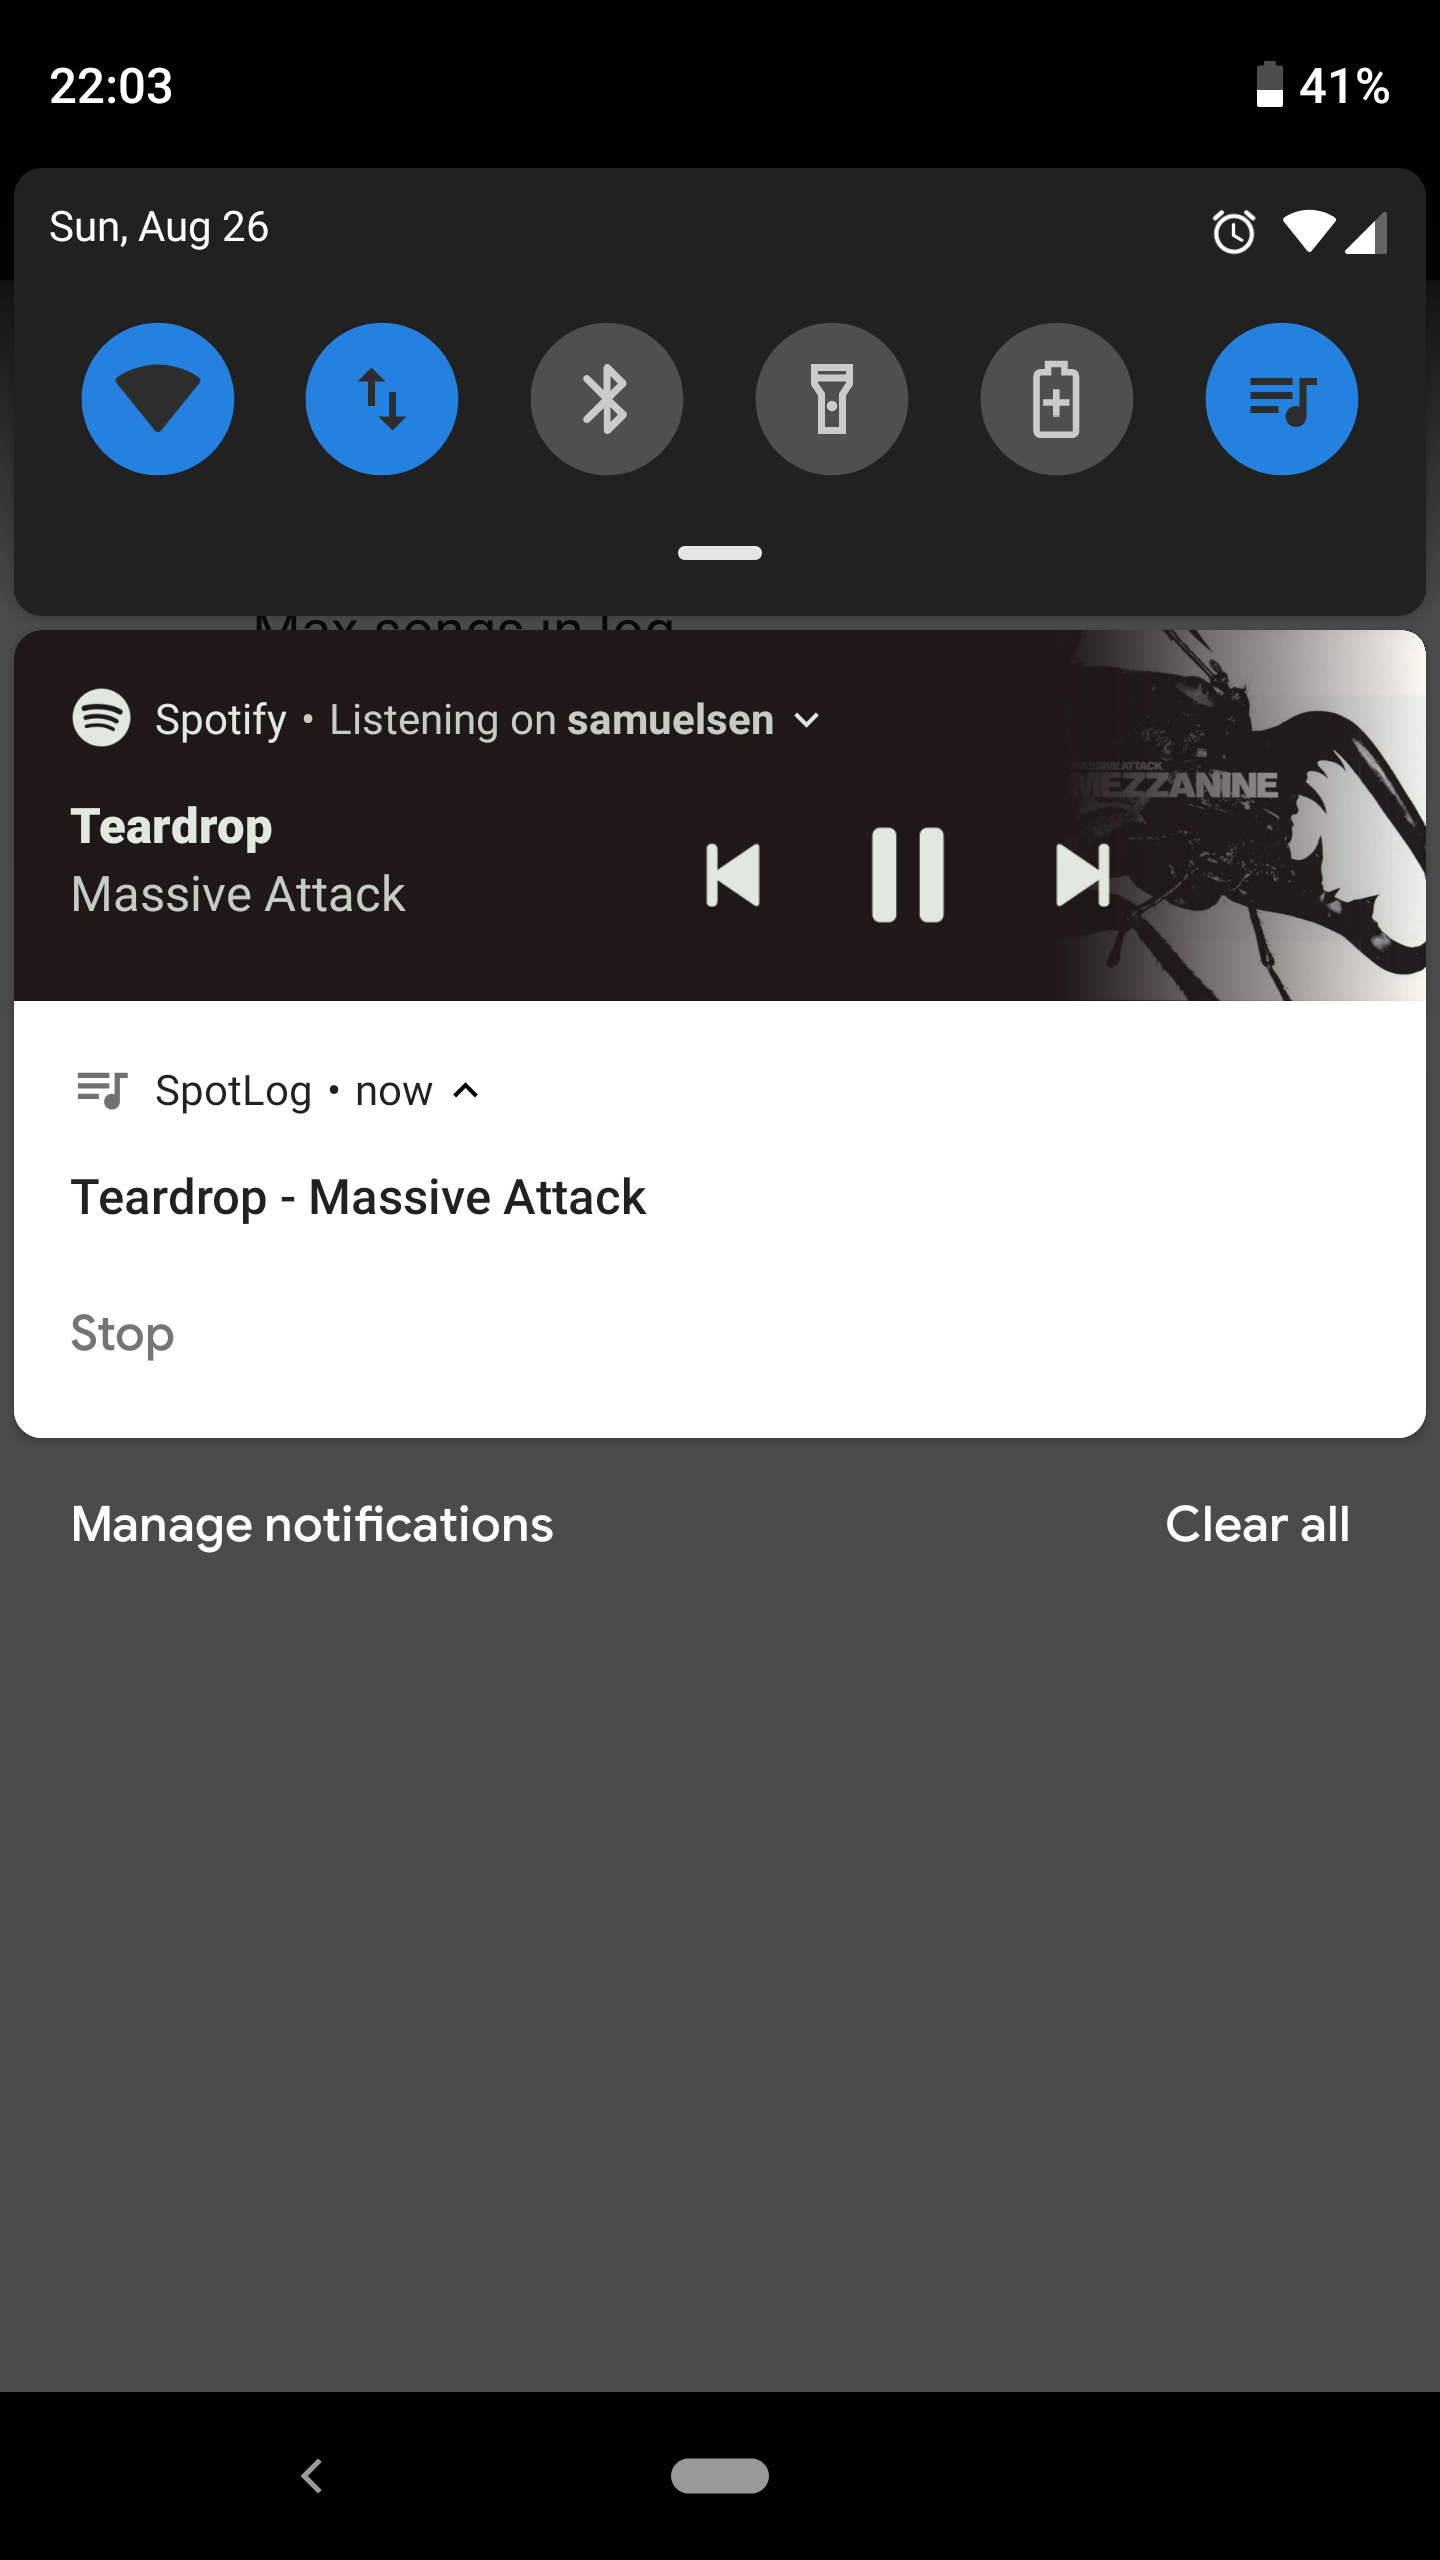 22:03 41%
Sun, Aug 26
Max songs in log
Spotify • Listening on samuelsen
Teardrop
Massive Attack
MASSIVE ATTACK
MEZZANINE
SpotLog • now
Teardrop - Massive Attack
Stop
Manage notifications Clear all